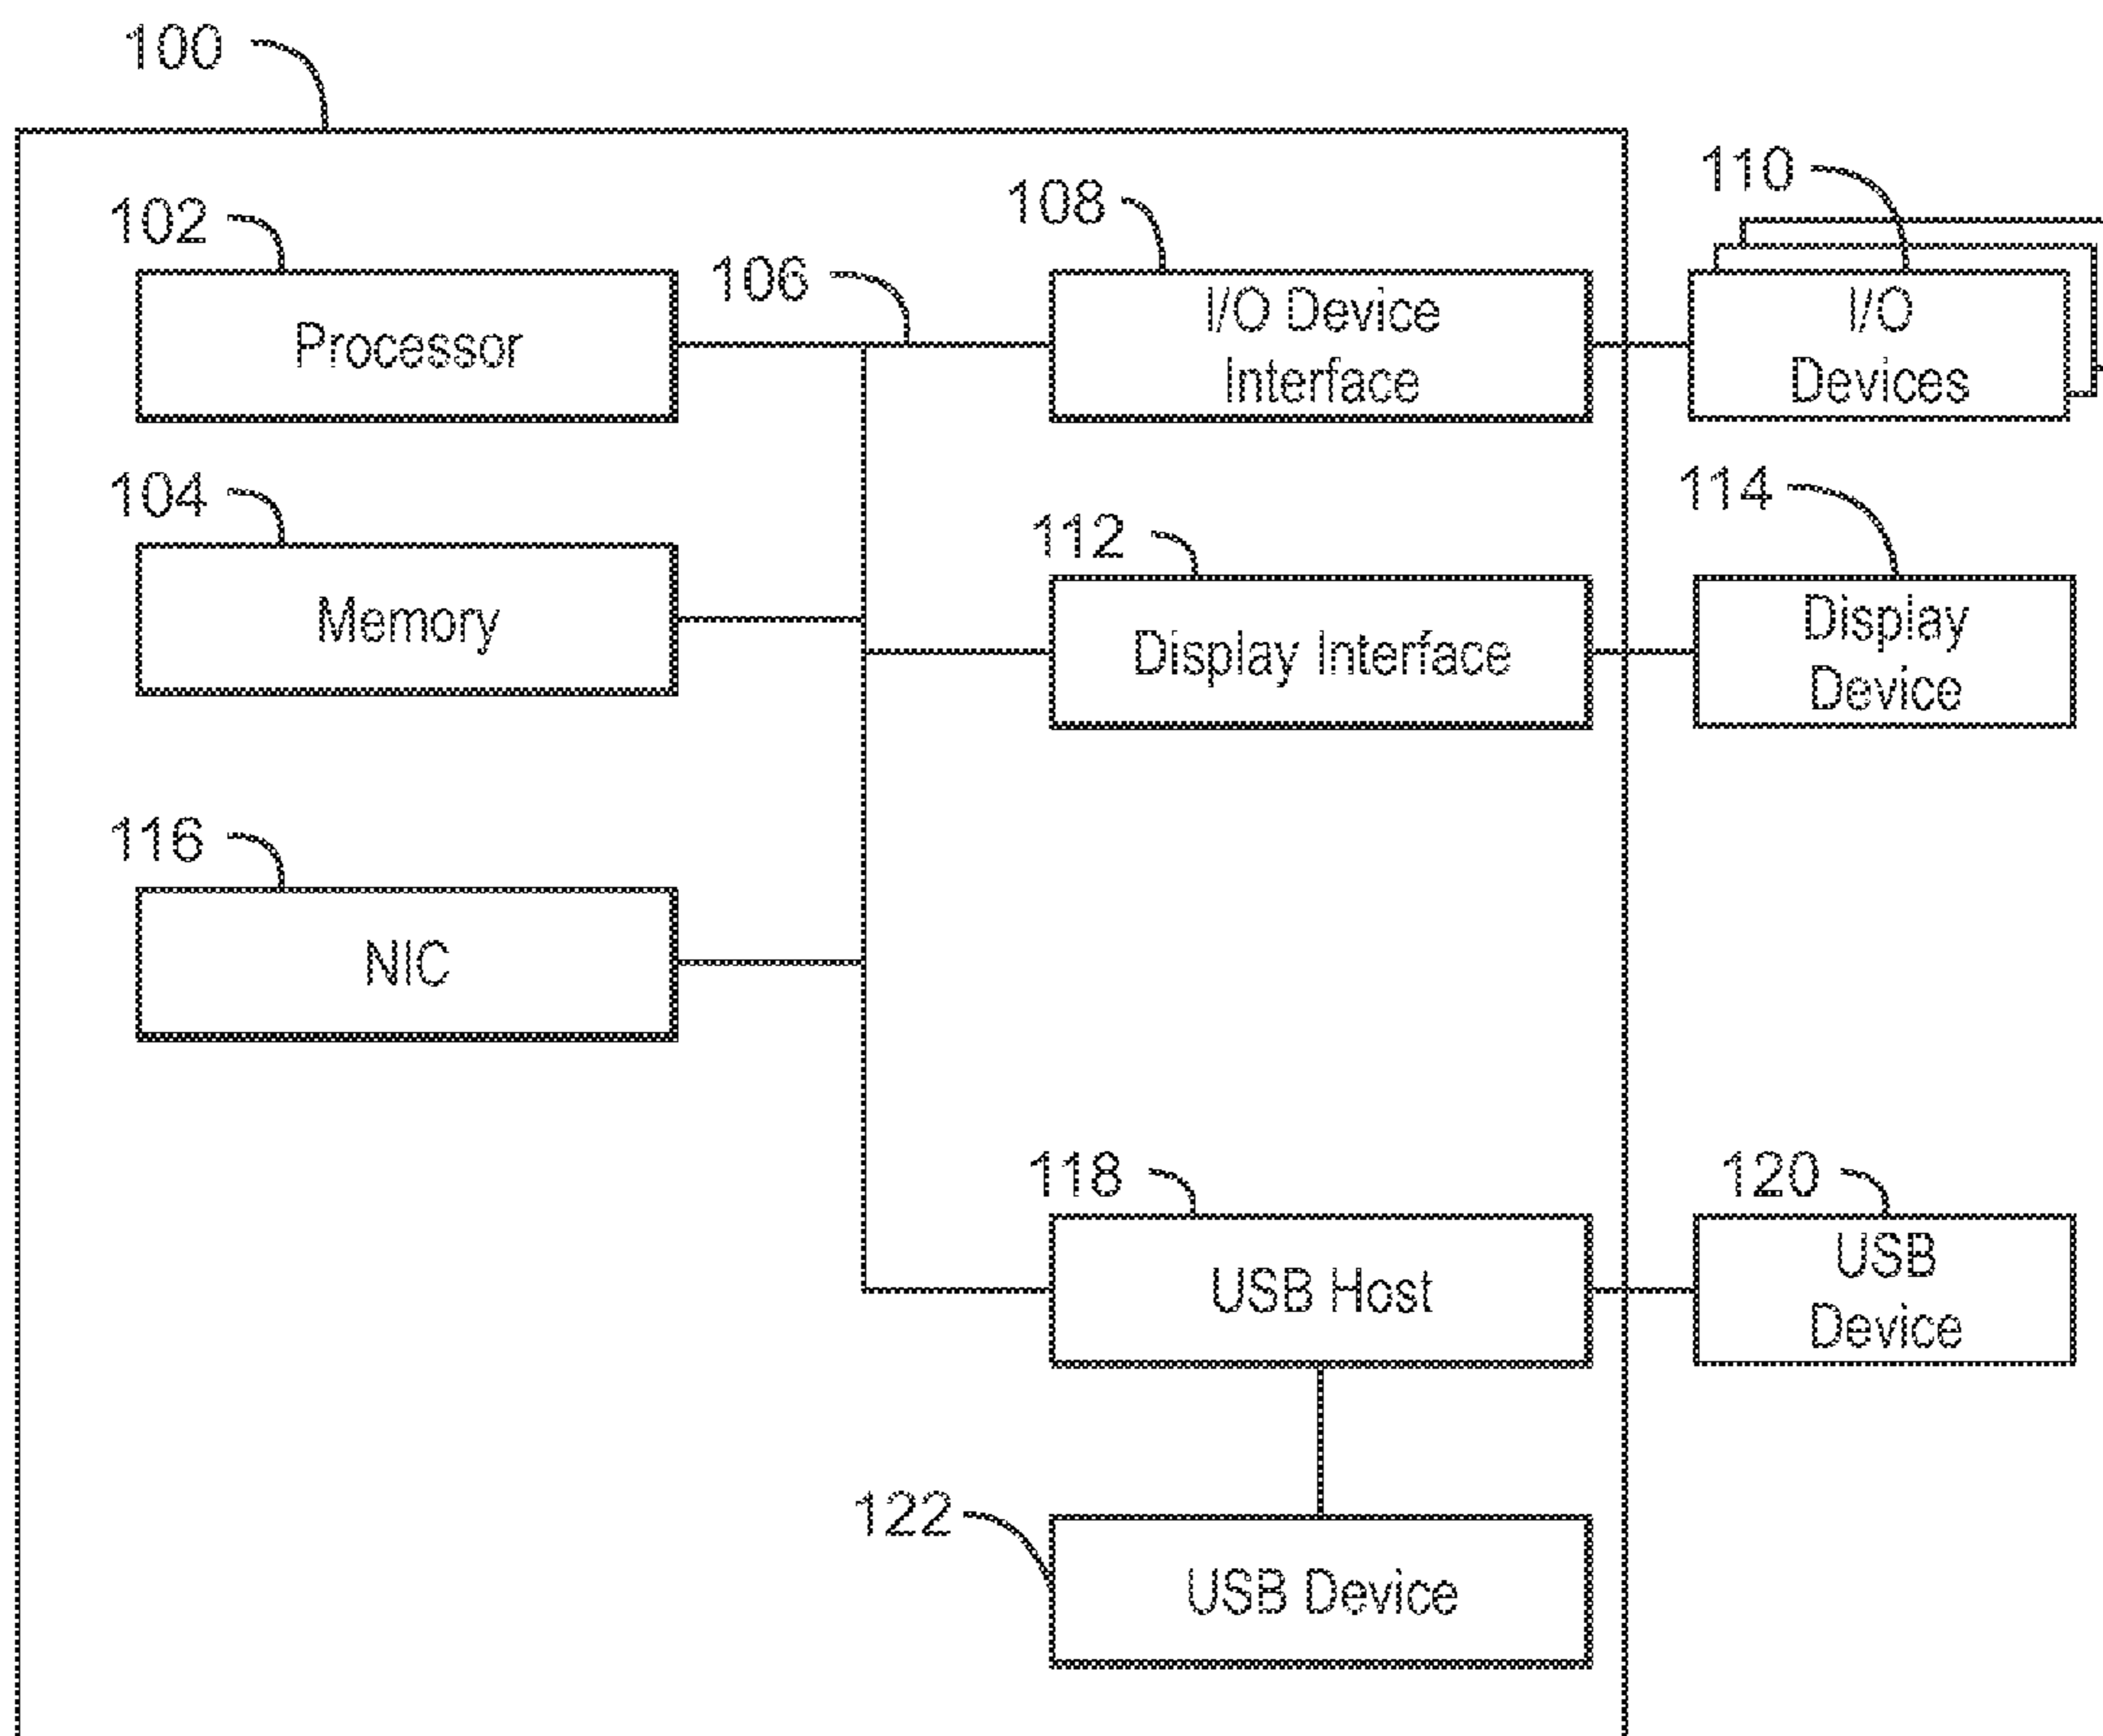 100
110
108
102
106
I/O Device
Interface
I/O
Devices
Processor
104
114
112
Memory
Display Interface
Display
Device
116
NIC
118
120
USB Host
USB
Device
122
USB Device